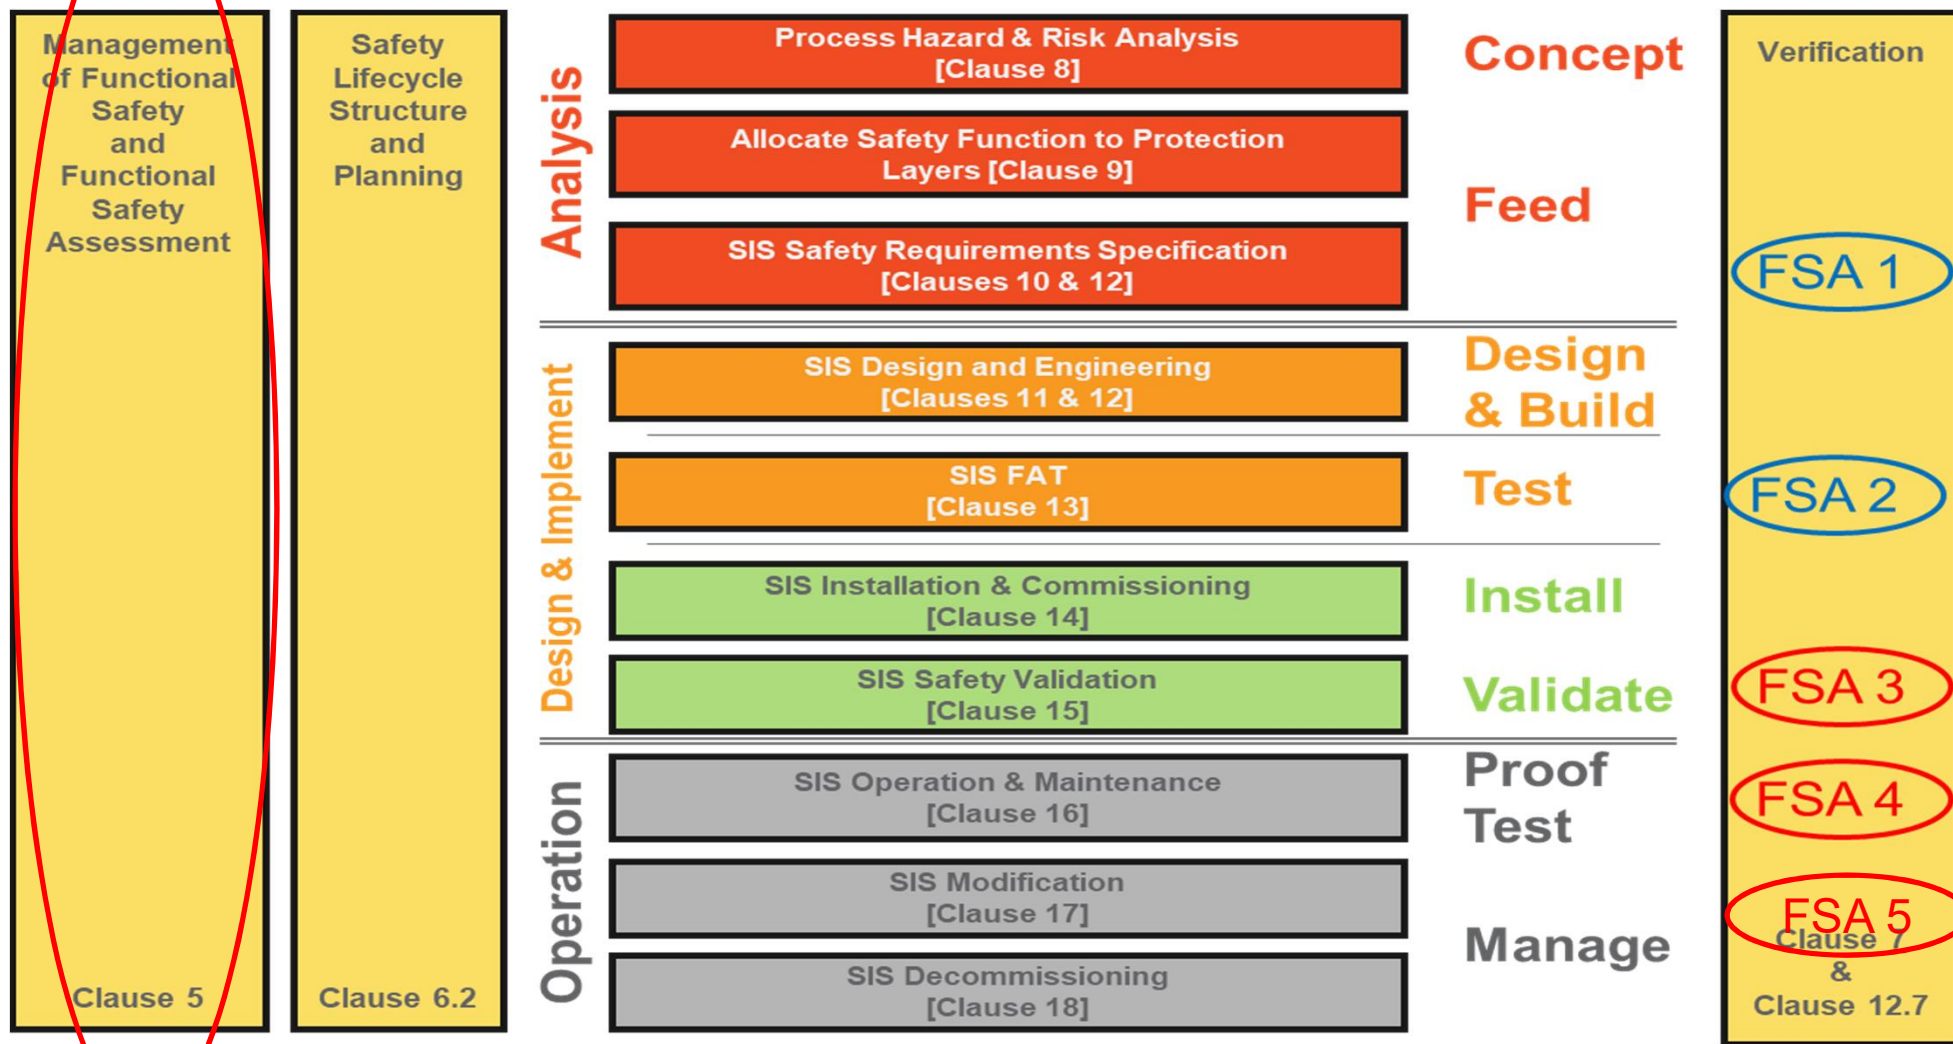 Management
of Functional
Safety
and
Functional
Safety
Assessment
Clause 5
Safety
Lifecycle
Structure
and
Planning
Clause 6.2
Analysis
Process Hazard & Risk Analysis
[Clause 8]
Allocate Safety Function to Protection
Layers [Clause 9]
SIS Safety Requirements Specification
[Clauses 10 & 12]
Concept
Feed
Design & Implement
SIS Design and Engineering
[Clauses 11 & 12]
SIS FAT
[Clause 13]
SIS Installation & Commissioning
[Clause 14]
SIS Safety Validation
[Clause 15]
Design
& Build
Test
Install
Validate
Operation
SIS Operation & Maintenance
[Clause 16]
SIS Modification
[Clause 17]
SIS Decommissioning
[Clause 18]
Proof
Test
Manage
Verification
FSA 1
FSA 2
FSA 3
FSA 4
FSA 5
Clause 7
&
Clause 12.7